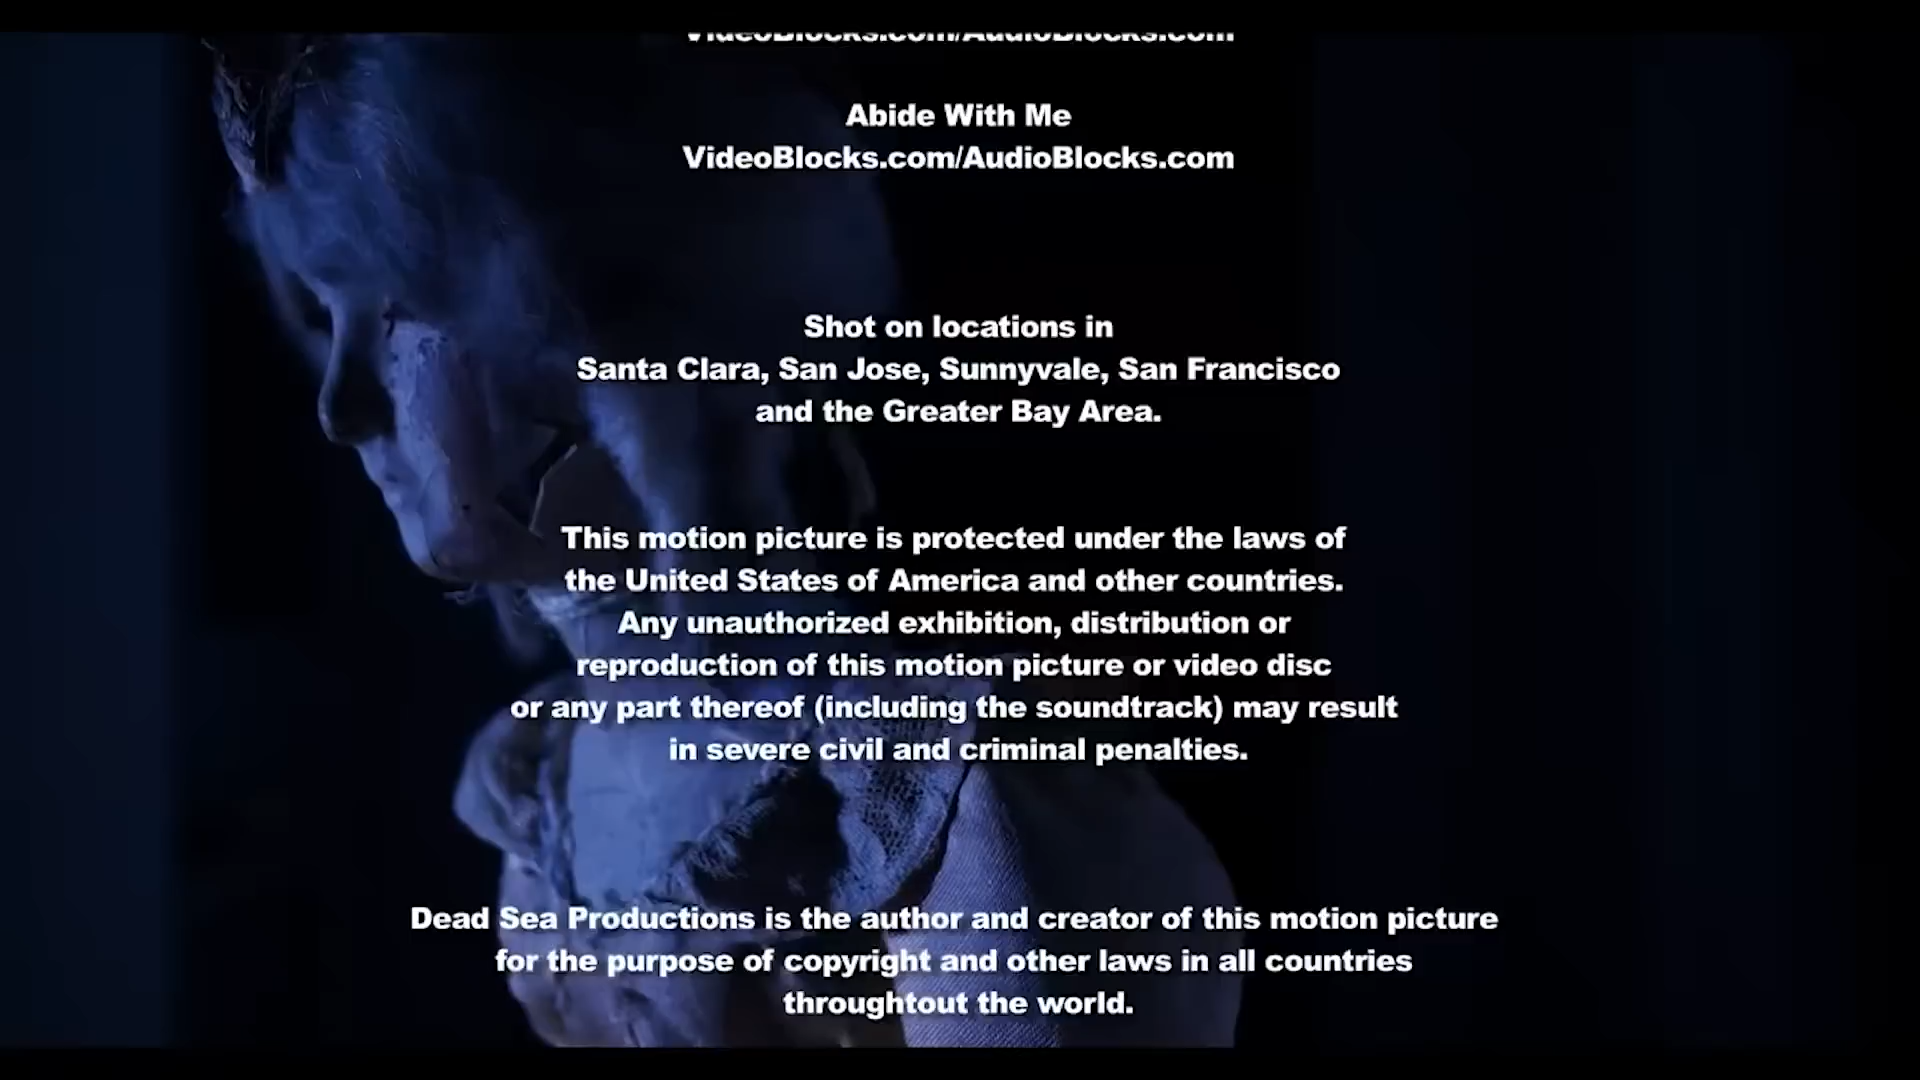 VideoBlocks.com/AudioBlocks.com
Abide With Me
VideoBlocks.com/AudioBlocks.com
Shot on locations in
Santa Clara, San Jose, Sunnyvale, San Francisco
and the Greater Bay Area.
This motion picture is protected under the laws of
the United States of America and other countries.
Any unauthorized exhibition, distribution or
reproduction of this motion picture or video disc
or any part thereof (including the soundtrack) may result
in severe civil and criminal penalties.
Dead Sea Productions is the author and creator of this motion picture
for the purpose of copyright and other laws in all countries
throughtout the world.